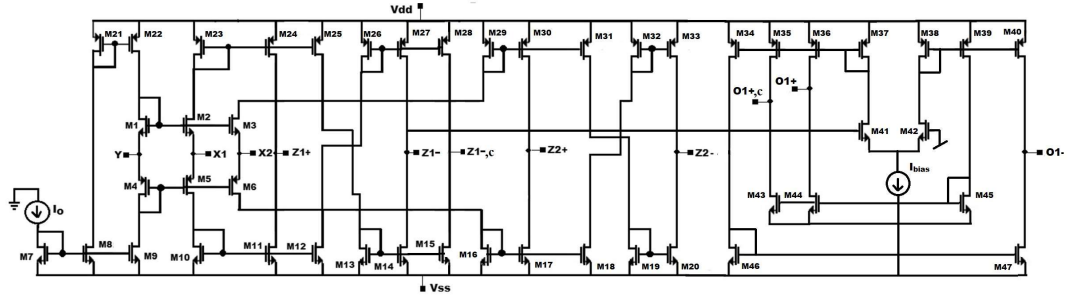 Vdd
M21 M22 M23 M24 M25 M26 M27 M28 M29 M30 M31 M32 M33 M34 M35 M36 M37 M38 M39 M40
O1+,c O1+
M1 M2 M3 M41 M42
Y X1 X2 Z1+ Z1− Z1−,c Z2+ Z2- O1-
M4 M5 M6 Ibias
Io M43 M44 M45
M7 M8 M9 M10 M11 M12 M13 M14 M15 M16 M17 M18 M19 M20 M46 M47
Vss